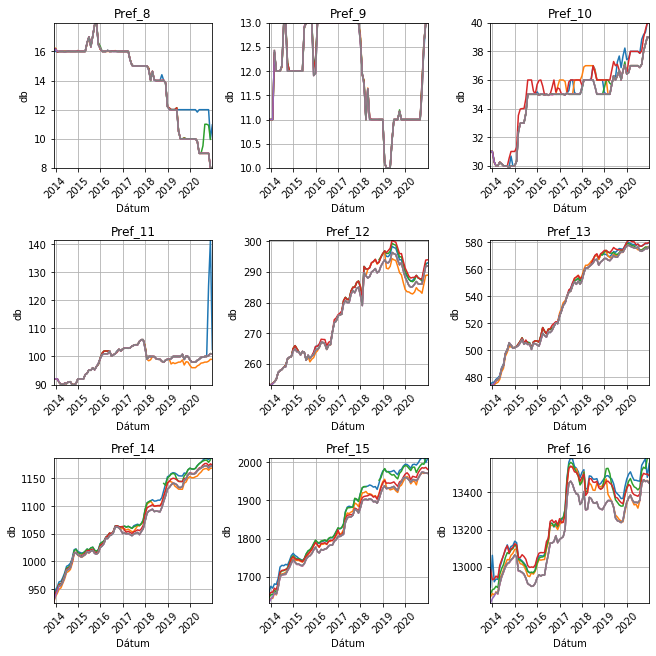 Pref_8
16
14
12
10
8
db
2014 2015 2016 2017 2018 2019 2020
Dátum
Pref_9
13.0
12.5
12.0
11.5
11.0
10.5
10.0
db
2014 2015 2016 2017 2018 2019 2020
Dátum
Pref_10
40
38
36
34
32
30
db
2014 2015 2016 2017 2018 2019 2020
Dátum
Pref_11
140
130
120
110
100
90
db
2014 2015 2016 2017 2018 2019 2020
Dátum
Pref_12
300
290
280
270
260
db
2014 2015 2016 2017 2018 2019 2020
Dátum
Pref_13
580
560
540
520
500
480
db
2014 2015 2016 2017 2018 2019 2020
Dátum
Pref_14
1150
1100
1050
1000
950
db
2014 2015 2016 2017 2018 2019 2020
Dátum
Pref_15
2000
1900
1800
1700
db
2014 2015 2016 2017 2018 2019 2020
Dátum
Pref_16
13400
13200
13000
db
2014 2015 2016 2017 2018 2019 2020
Dátum